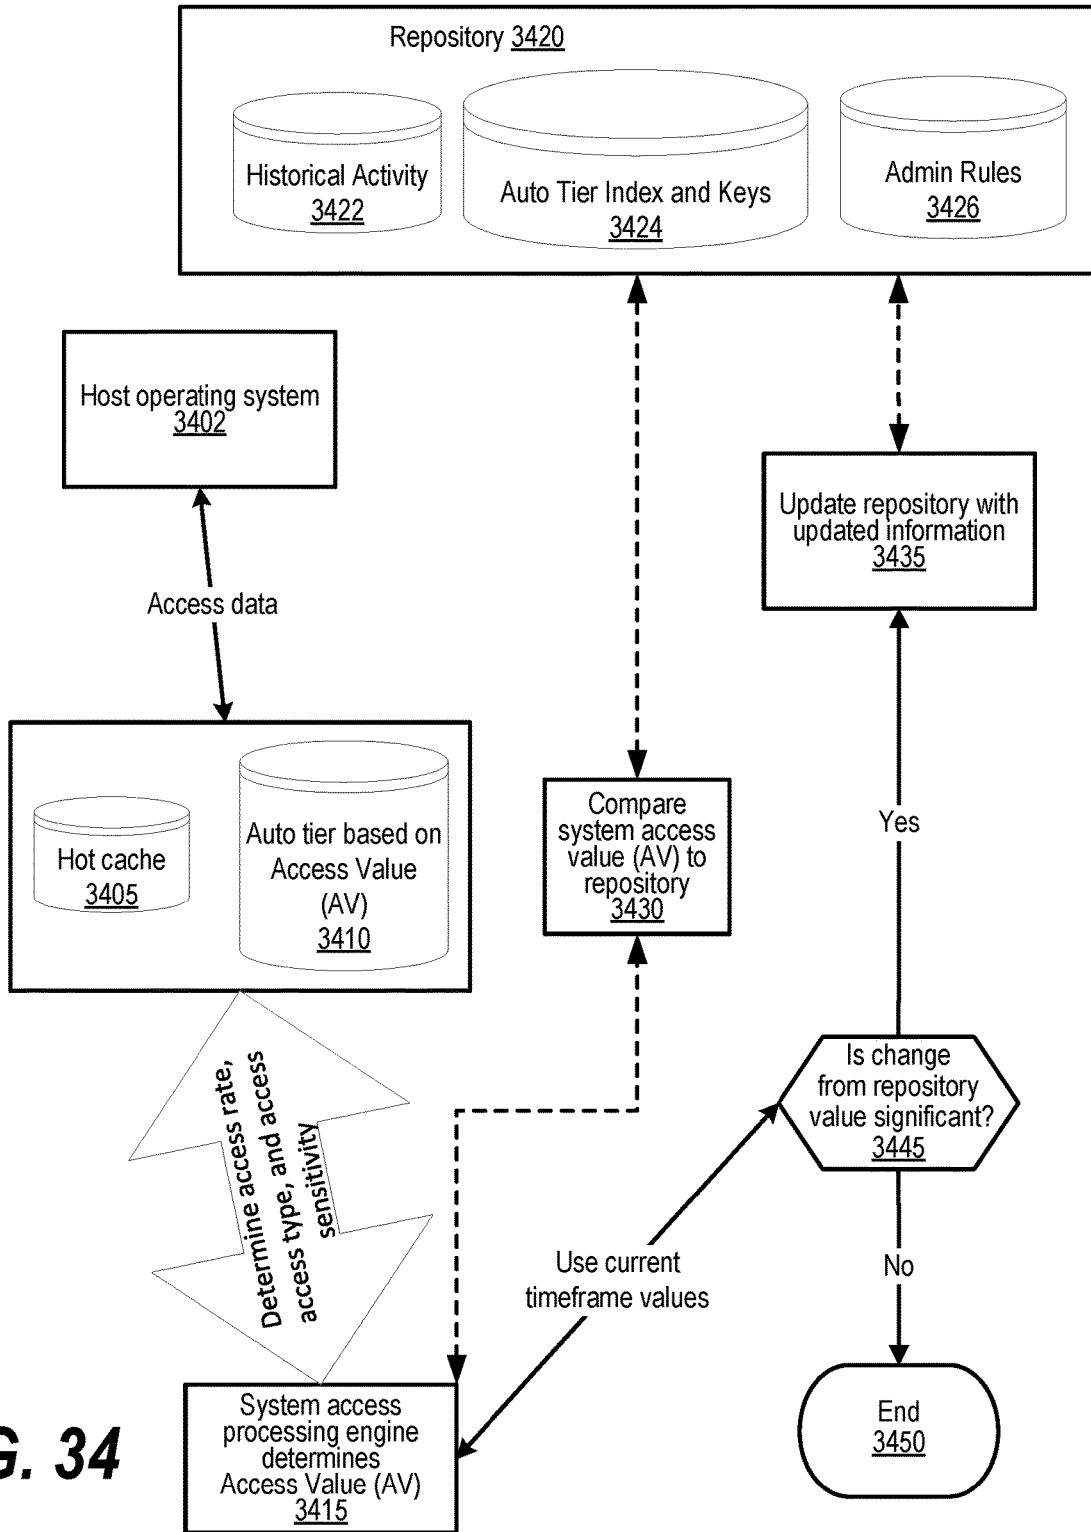 Repository 3420
Historical Activity
3422
Auto Tier Index and Keys
3424
Admin Rules
3426
Host operating system
3402
Access data
Update repository with
updated information
3435
Hot cache
3405
Auto tier based on
Access Value
(AV)
3410
Compare
system access
value (AV) to
repository
3430
Yes
Determine access rate,
access type, and access
sensitivity
Is change
from repository
value significant?
3445
Use current
timeframe values
No
System access
processing engine
determines
Access Value (AV)
3415
End
3450
G. 34